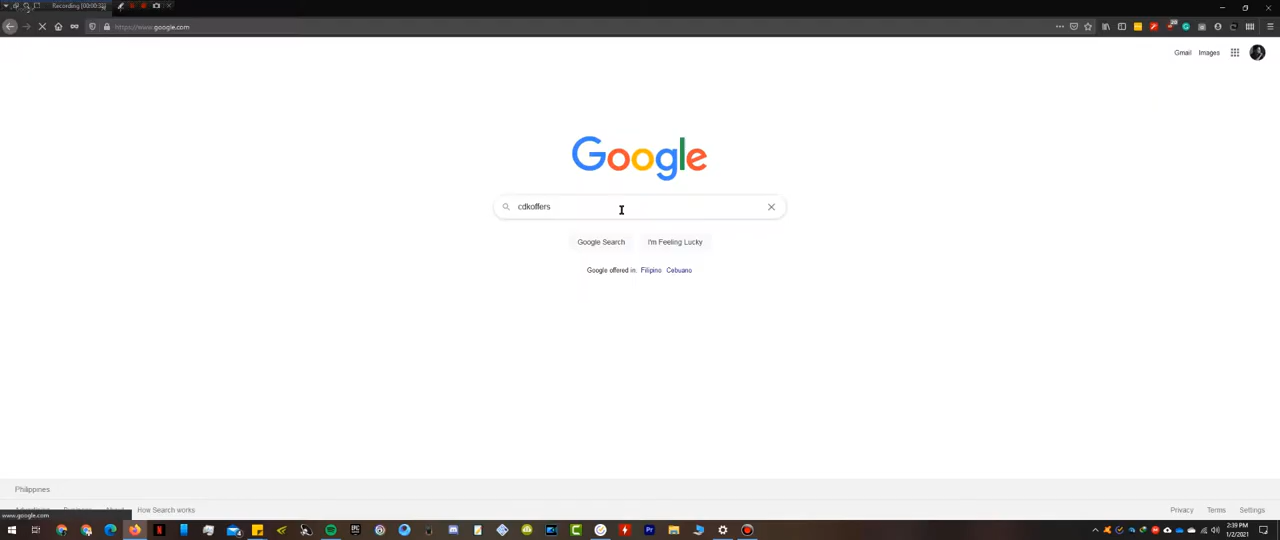 Recording [00:00:32]
https://www.google.com
Gmail Images
Google
cdkoffers
Google Search I'm Feeling Lucky
Google offered in: Filipino Cebuano
Philippines
How Search works
Privacy Terms Settings
www.google.com
2:39 PM
1/2/2021